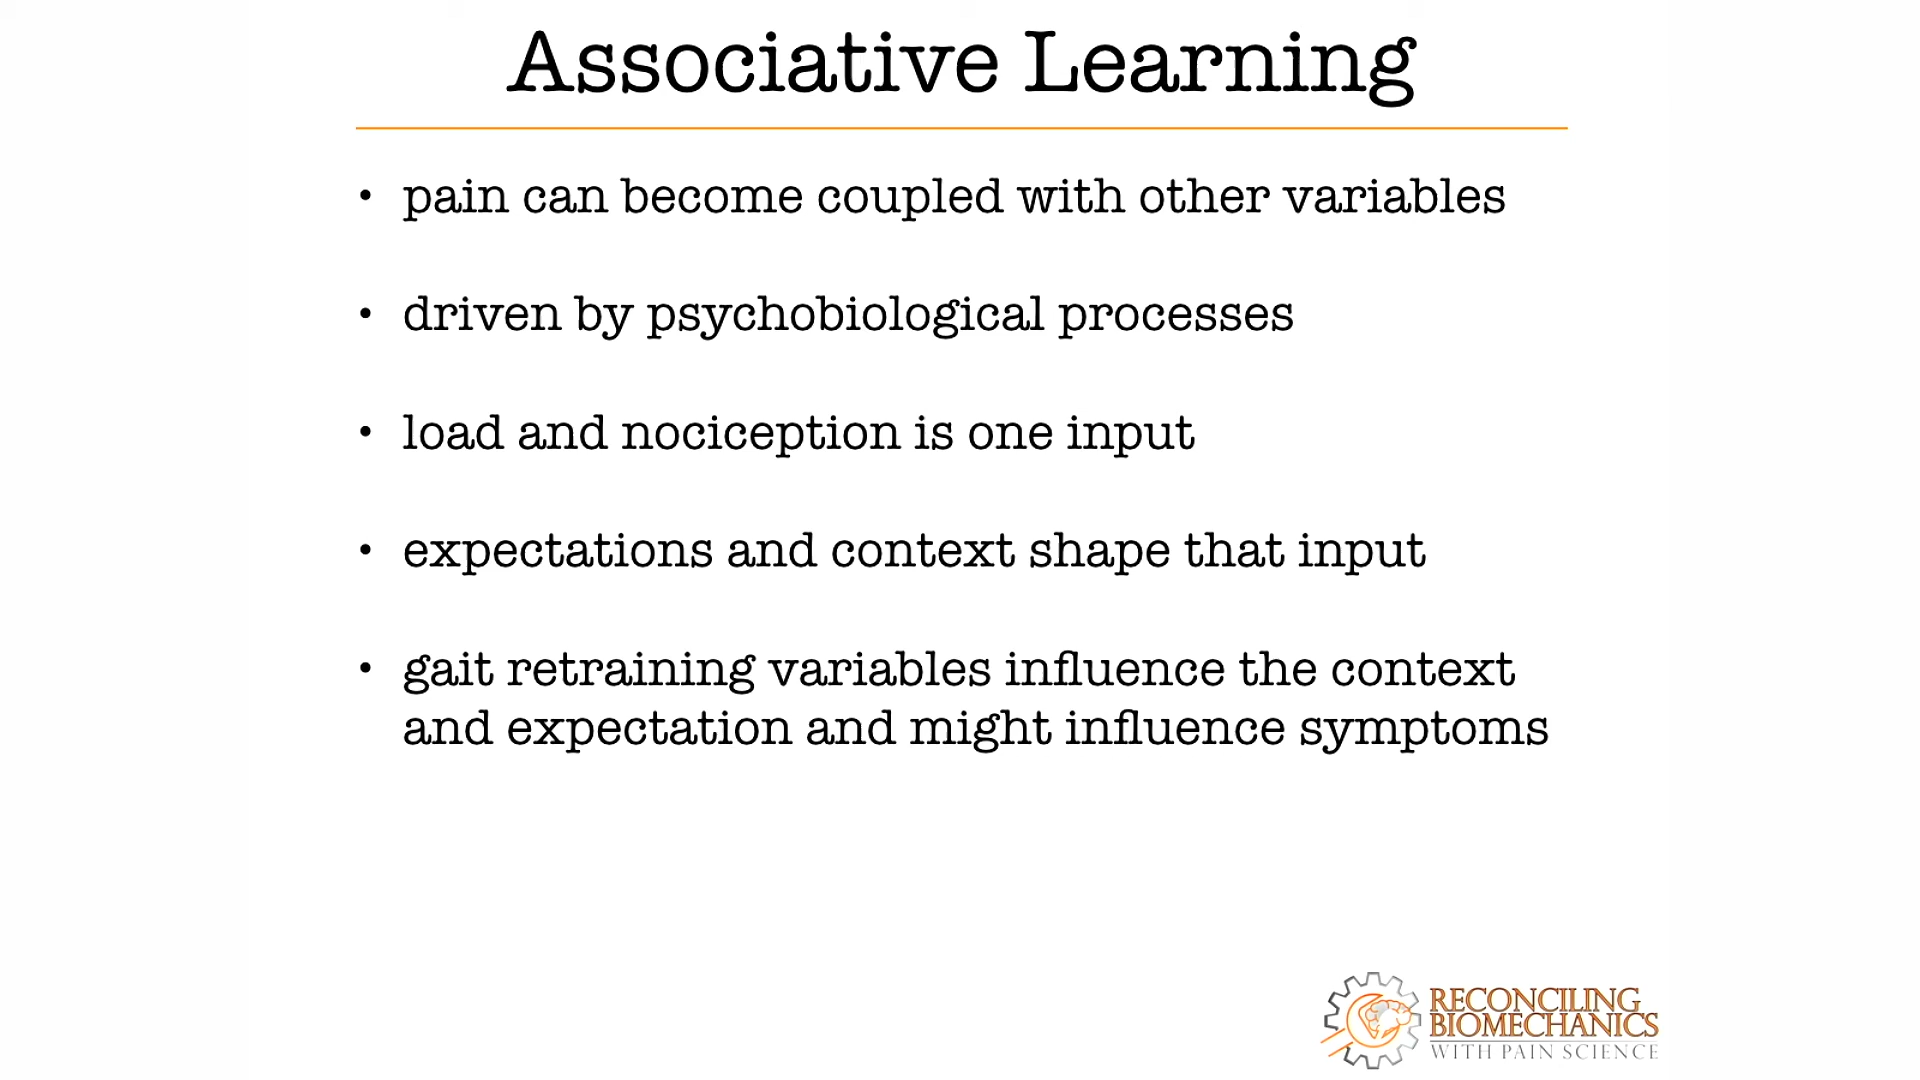 Associative Learning
• pain can become coupled with other variables
• driven by psychobiological processes
• load and nociception is one input
• expectations and context shape that input
• gait retraining variables influence the context
and expectation and might influence symptoms
RECONCILING
BIOMECHANICS
WITH PAIN SCIENCE